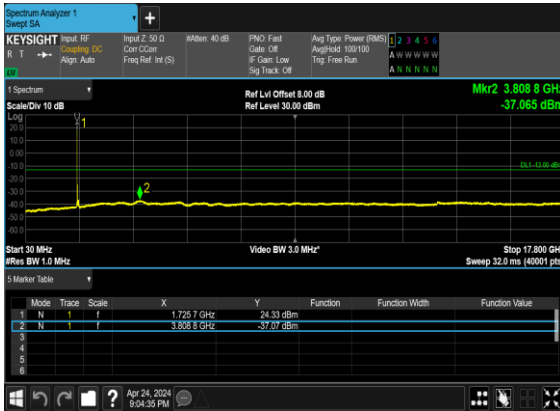 Spectrum Analyzer 1
Swept SA
KEYSIGHT Input: RF Input Z: 50 Ω #Atten: 40 dB PNO: Fast Avg Type: Power (RMS) 1 2 3 4 5 6
R T Coupling: DC Corr CCorr Gate: Off Avg|Hold: 100/100 A W W W W W
Align: Auto Freq Ref: Int (S) IF Gain: Low Trig: Free Run
Sig Track: Off A N N N N N
1 Spectrum
Scale/Div 10 dB
Ref Lvl Offset 8.00 dB
Ref Level 30.00 dBm
Mkr2 3.808 8 GHz
-37.065 dBm
Log
20.0
10.0
0.00
-10.0
-20.0
-30.0
-40.0
-50.0
-60.0
1
2
DL1 -13.00 dBm
Start 30 MHz Video BW 3.0 MHz* Stop 17.800 GHz
#Res BW 1.0 MHz Sweep 32.0 ms (40001 pts)
5 Marker Table
Mode Trace Scale X Y Function Function Width Function Value
1 N 1 f 1.725 7 GHz 24.33 dBm
2 N 1 f 3.808 8 GHz -37.07 dBm
3
4
5
6
? Apr 24, 2024
9:04:35 PM